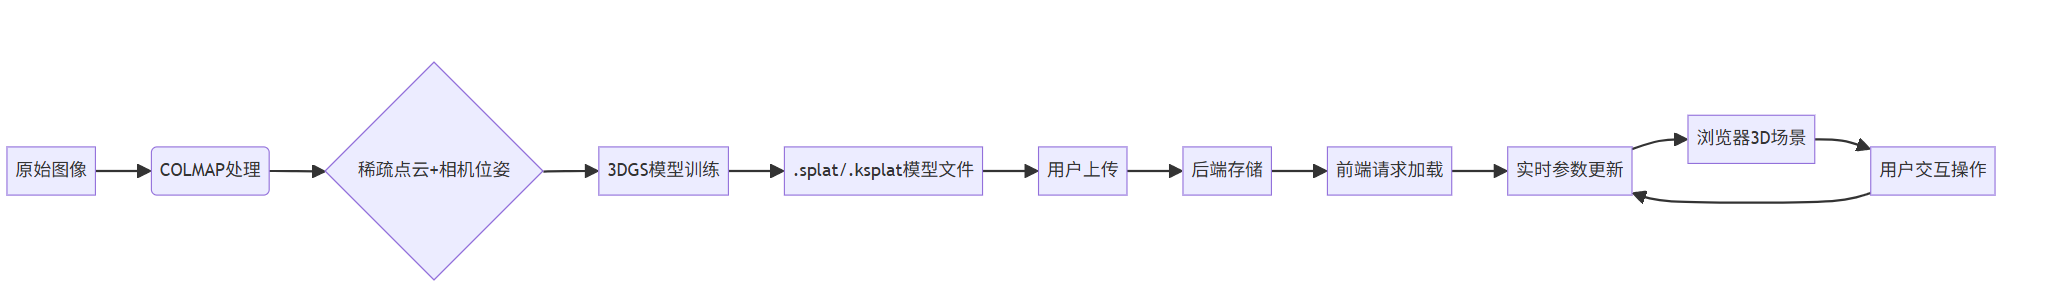 原始图像
COLMAP处理
稀疏点云+相机位姿
3DGS模型训练
.splat/.ksplat模型文件
用户上传
后端存储
前端请求加载
实时参数更新
浏览器3D场景
用户交互操作